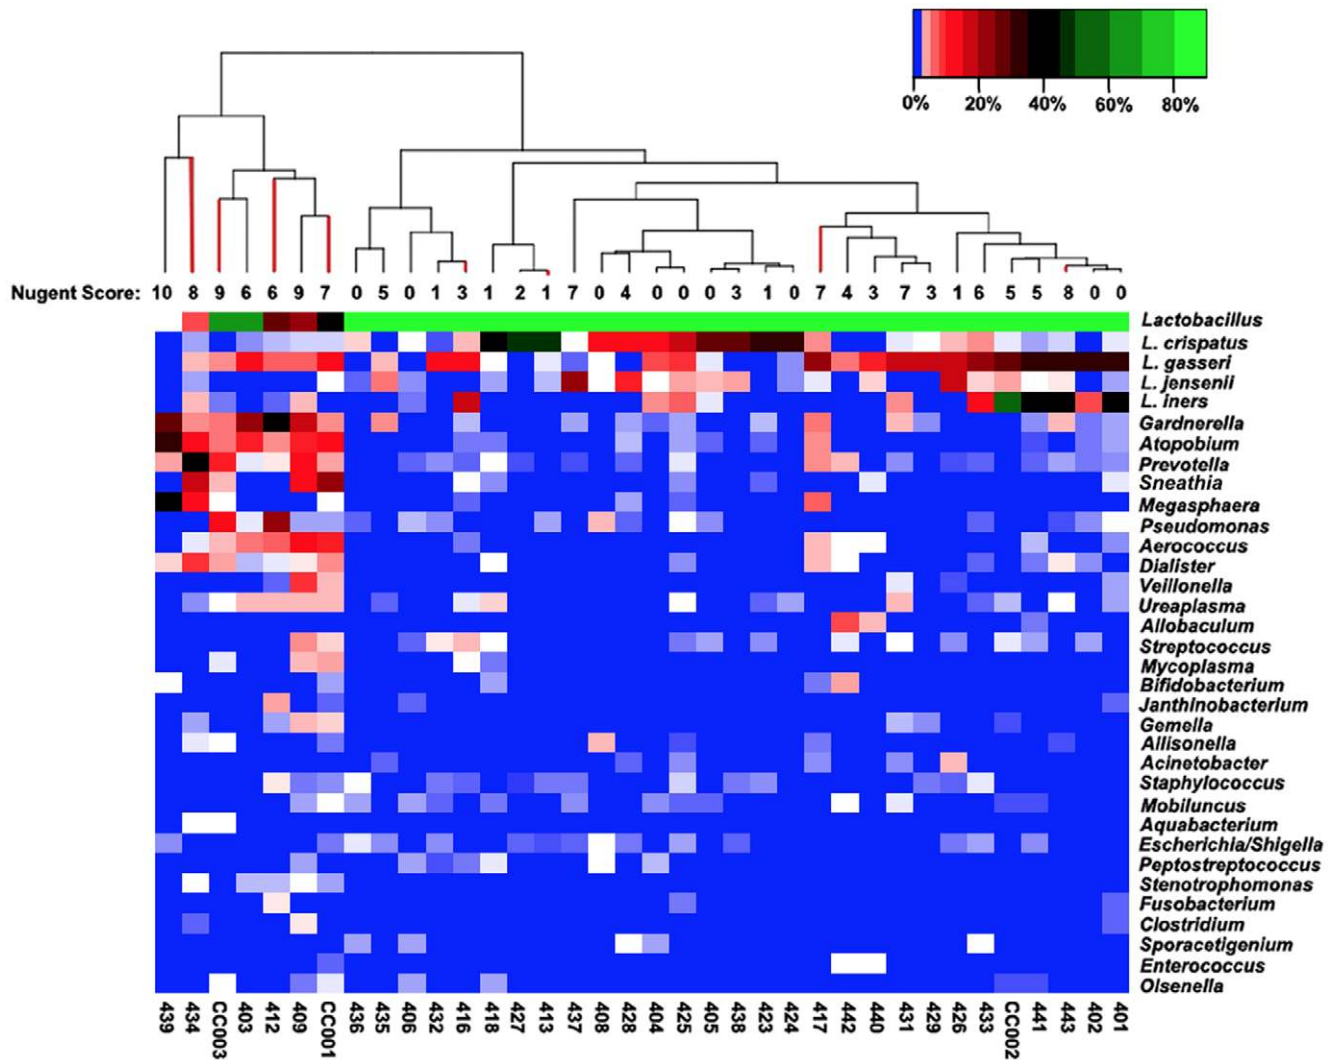 0% 20% 40% 60% 80%
Nugent Score: 10 8 9 6 6 9 7 0 5 0 1 3 1 2 1 7 0 4 0 0 0 3 1 0 7 4 3 7 3 1 6 5 5 8 0 0
Lactobacillus
L. crispatus
L. gasseri
L. jensenii
L. iners
Gardnerella
Atopobium
Prevotella
Sneathia
Megasphaera
Pseudomonas
Aerococcus
Dialister
Veillonella
Ureaplasma
Allobaculum
Streptococcus
Mycoplasma
Bifidobacterium
Janthinobacterium
Gemella
Allisonella
Acinetobacter
Staphylococcus
Mobiluncus
Aquabacterium
Escherichia/Shigella
Peptostreptococcus
Stenotrophomonas
Fusobacterium
Clostridium
Sporacetigenium
Enterococcus
Olsenella
439 434 CC003 403 412 409 CC001 436 435 406 432 416 418 427 413 437 408 428 404 425 405 438 423 424 417 442 440 431 429 426 433 CC002 441 443 402 401